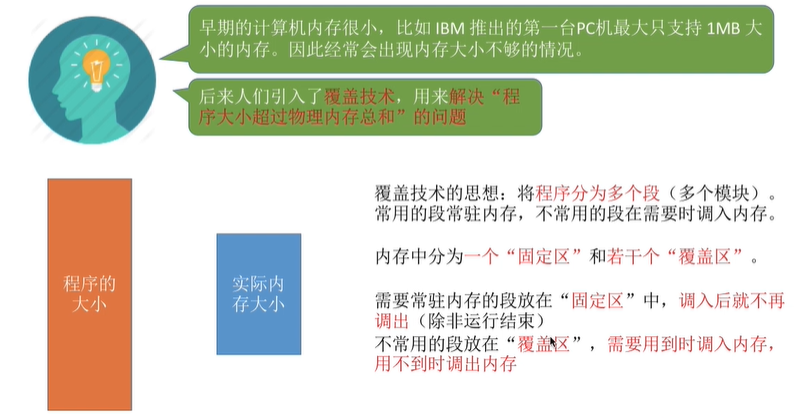 早期的计算机内存很小，比如 IBM 推出的第一台PC机最大只支持 1MB 大
小的内存。因此经常会出现内存大小不够的情况。
后来人们引入了覆盖技术，用来解决“程
序大小超过物理内存总和”的问题
程序的
大小
实际内
存大小
覆盖技术的思想：将程序分为多个段（多个模块）。
常用的段常驻内存，不常用的段在需要时调入内存。
内存中分为一个“固定区”和若干个“覆盖区”。
需要常驻内存的段放在“固定区”中，调入后就不再
调出（除非运行结束）
不常用的段放在“覆盖区”，需要用到时调入内存，
用不到时调出内存